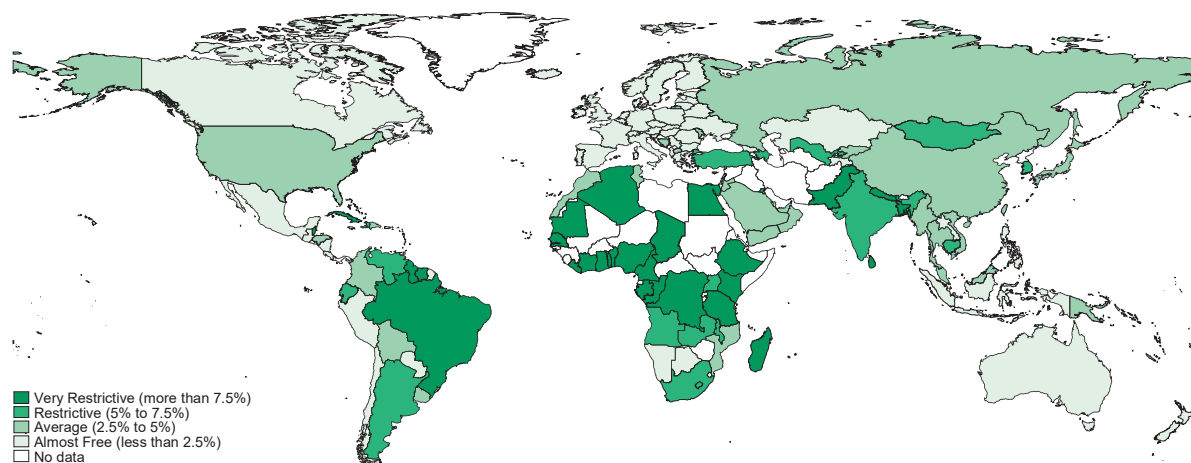 Very Restrictive (more than 7.5%)
Restrictive (5% to 7.5%)
Average (2.5% to 5%)
Almost Free (less than 2.5%)
No data